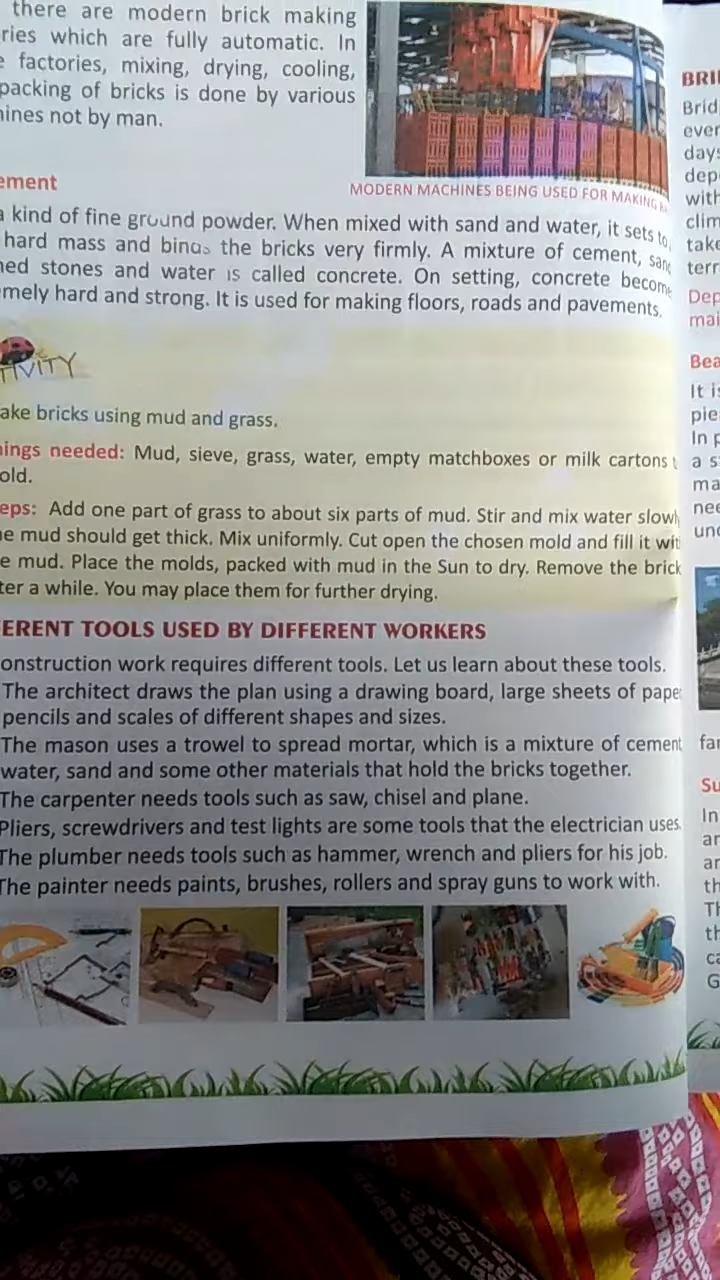 there are modern brick making
ries which are fully automatic. In
e factories, mixing, drying, cooling,
packing of bricks is done by various
ines not by man.
MODERN MACHINES BEING USED FOR MAKING
ement
a kind of fine ground powder. When mixed with sand and water, it sets to
hard mass and binds the bricks very firmly. A mixture of cement, sand
hed stones and water is called concrete. On setting, concrete become
mely hard and strong. It is used for making floors, roads and pavements.
TIVITY
ake bricks using mud and grass.
hings needed: Mud, sieve, grass, water, empty matchboxes or milk cartons t
old.
eps: Add one part of grass to about six parts of mud. Stir and mix water slowly
e mud should get thick. Mix uniformly. Cut open the chosen mold and fill it wit
e mud. Place the molds, packed with mud in the Sun to dry. Remove the brick
ter a while. You may place them for further drying.
ERENT TOOLS USED BY DIFFERENT WORKERS
onstruction work requires different tools. Let us learn about these tools.
The architect draws the plan using a drawing board, large sheets of pape
pencils and scales of different shapes and sizes.
The mason uses a trowel to spread mortar, which is a mixture of cement
water, sand and some other materials that hold the bricks together.
The carpenter needs tools such as saw, chisel and plane.
Pliers, screwdrivers and test lights are some tools that the electrician uses.
The plumber needs tools such as hammer, wrench and pliers for his job.
The painter needs paints, brushes, rollers and spray guns to work with.
BRI
Brid
ever
days
dep
with
clim
take
terr
Dep
mai
Bea
It is
pie
In p
a s
ma
nee
und
far
Su
In
ar
ar
th
Th
th
ca
G